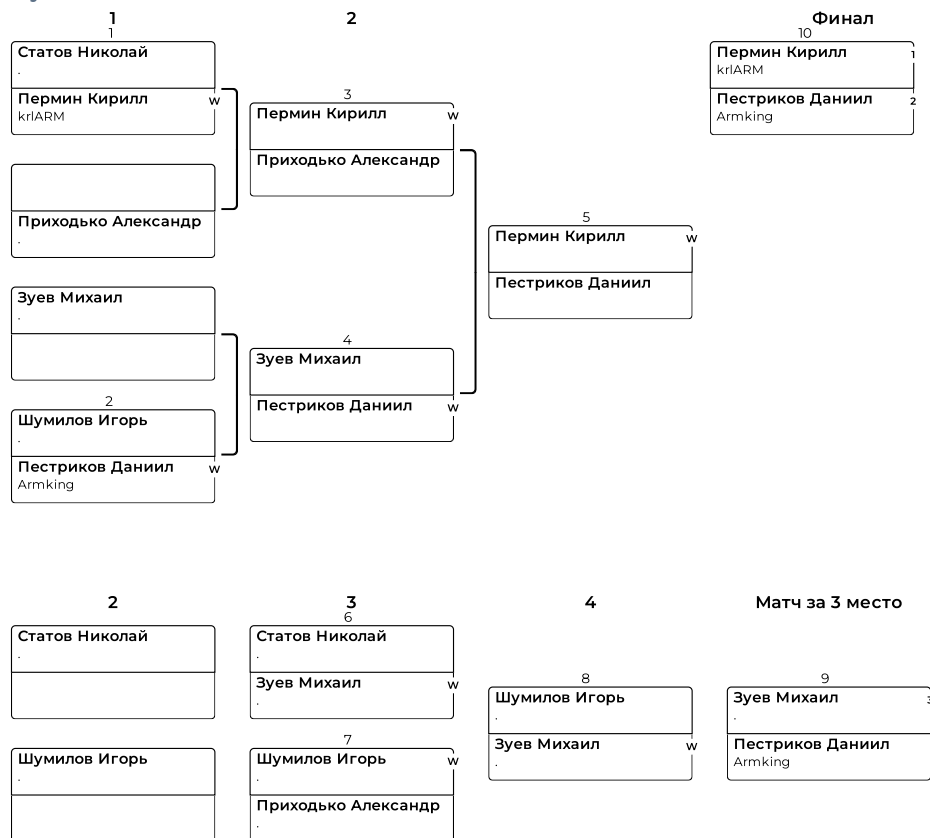 1
2
Финал
1
Статов Николай
.
Пермин Кирилл
w
krlARM
Приходько Александр
.
Зуев Михаил
.
2
Шумилов Игорь
.
Пестриков Даниил
w
Armking
3
Пермин Кирилл
w
Приходько Александр
4
Зуев Михаил
Пестриков Даниил
w
5
Пермин Кирилл
w
Пестриков Даниил
10
Пермин Кирилл
1
krlARM
Пестриков Даниил
2
Armking
2
3
4
Матч за 3 место
Статов Николай
.
Шумилов Игорь
.
6
Статов Николай
.
Зуев Михаил
w
.
7
Шумилов Игорь
w
.
Приходько Александр
.
8
Шумилов Игорь
.
Зуев Михаил
w
.
9
Зуев Михаил
3
.
Пестриков Даниил
Armking